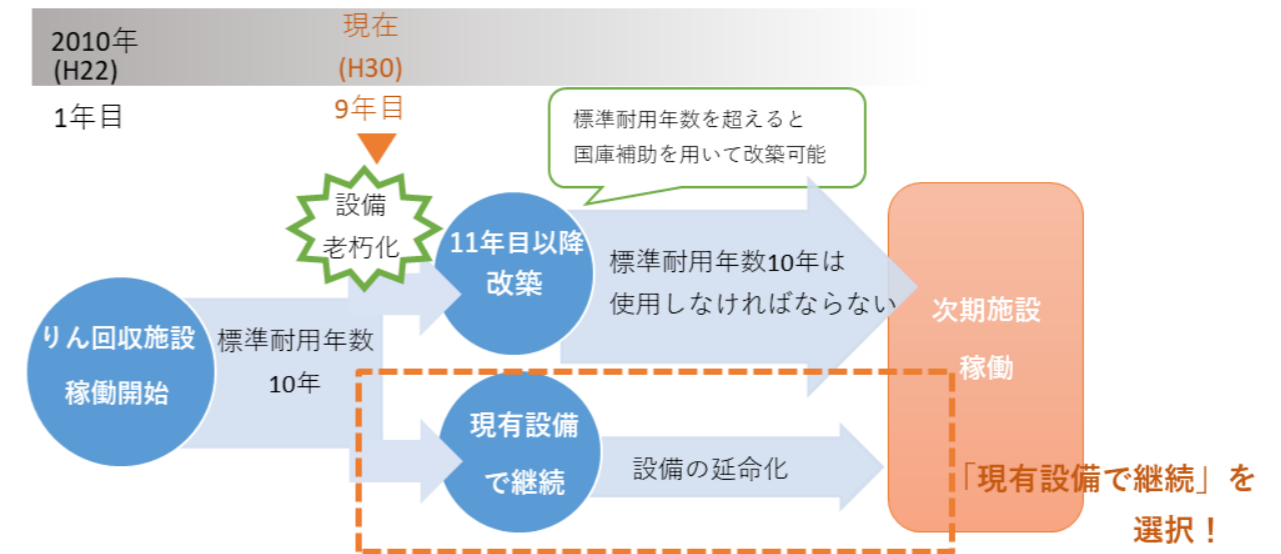 2010年
(H22)
現在
(H30)
1年目
9年目
標準耐用年数を超えると
国庫補助を用いて改築可能
設備
老朽化
11年目以降
改築
標準耐用年数10年は
使用しなければならない
りん回収施設
稼働開始
標準耐用年数
10年
次期施設
稼働
現有設備
で継続
設備の延命化
「現有設備で継続」を
選択！